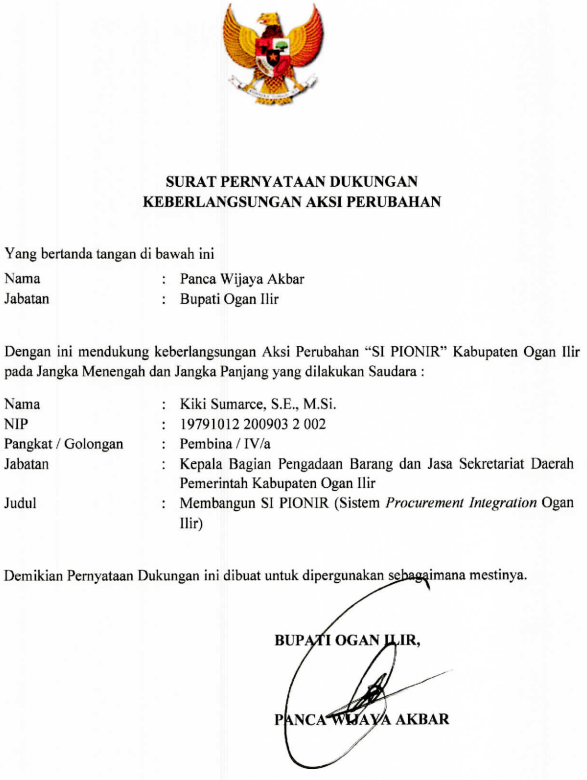 SURAT PERNYATAAN DUKUNGAN
KEBERLANGSUNGAN AKSI PERUBAHAN
Yang bertanda tangan di bawah ini
Nama : Panca Wijaya Akbar
Jabatan : Bupati Ogan Ilir
Dengan ini mendukung keberlangsungan Aksi Perubahan “SI PIONIR” Kabupaten Ogan Ilir
pada Jangka Menengah dan Jangka Panjang yang dilakukan Saudara :
Nama : Kiki Sumarce, S.E., M.Si.
NIP : 19791012 200903 2 002
Pangkat / Golongan : Pembina / IV/a
Jabatan : Kepala Bagian Pengadaan Barang dan Jasa Sekretariat Daerah
Pemerintah Kabupaten Ogan Ilir
Judul : Membangun SI PIONIR (Sistem Procurement Integration Ogan
Ilir)
Demikian Pernyataan Dukungan ini dibuat untuk dipergunakan sebagaimana mestinya.
BUPATI OGAN ILIR,
PANCA WIJAYA AKBAR